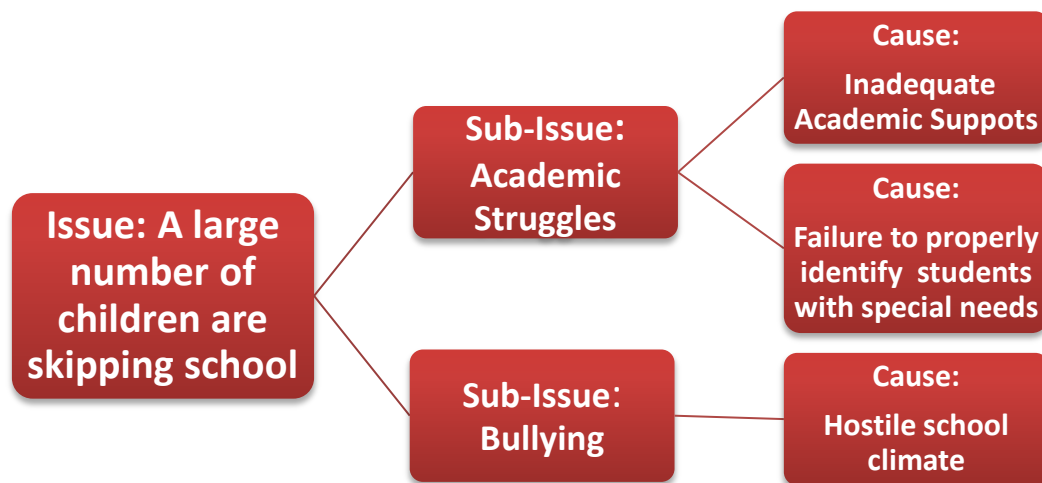 Issue: A large
number of
children are
skipping school
Sub-Issue:
Academic
Struggles
Cause:
Inadequate
Academic Suppots
Cause:
Failure to properly
identify students
with special needs
Sub-Issue:
Bullying
Cause:
Hostile school
climate